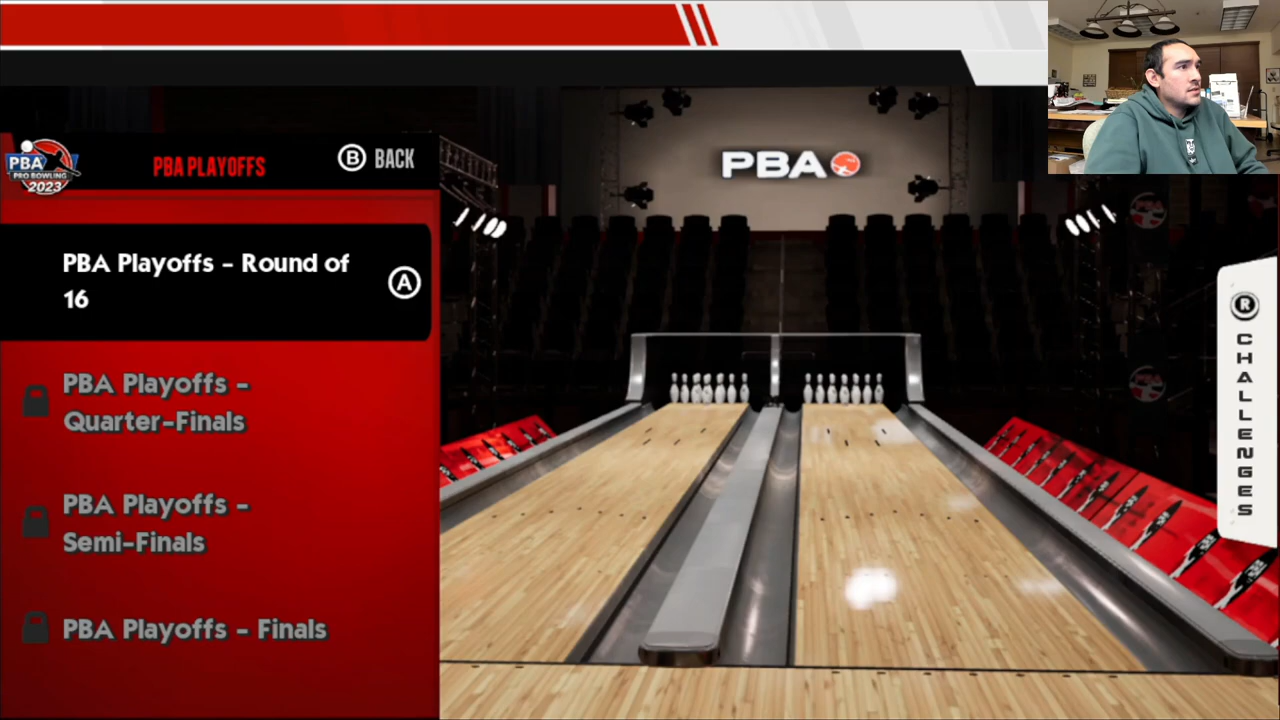 PBA
PRO BOWLING
2023
PBA PLAYOFFS
B BACK
PBA Playoffs - Round of
16
A
PBA Playoffs -
Quarter-Finals
PBA Playoffs -
Semi-Finals
PBA Playoffs - Finals
PBA
R
CHALLENGES